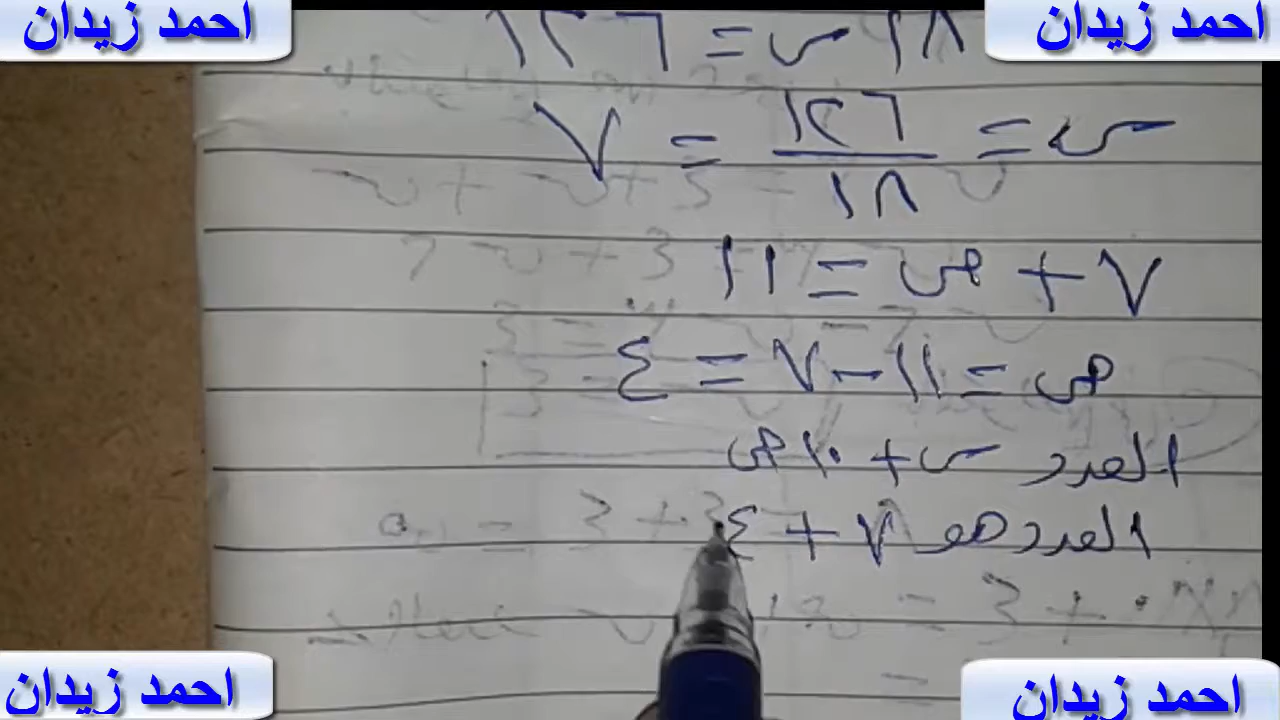 احمد زيدان
احمد زيدان
١٨ س = ١٢٦
س = ١٢٦ / ١٨ = ٧
٧ + ص = ١١
ص = ١١ - ٧ = ٤
العدد س + ١٠ ص
العدد هو ٧ + ٤
احمد زيدان
احمد زيدان